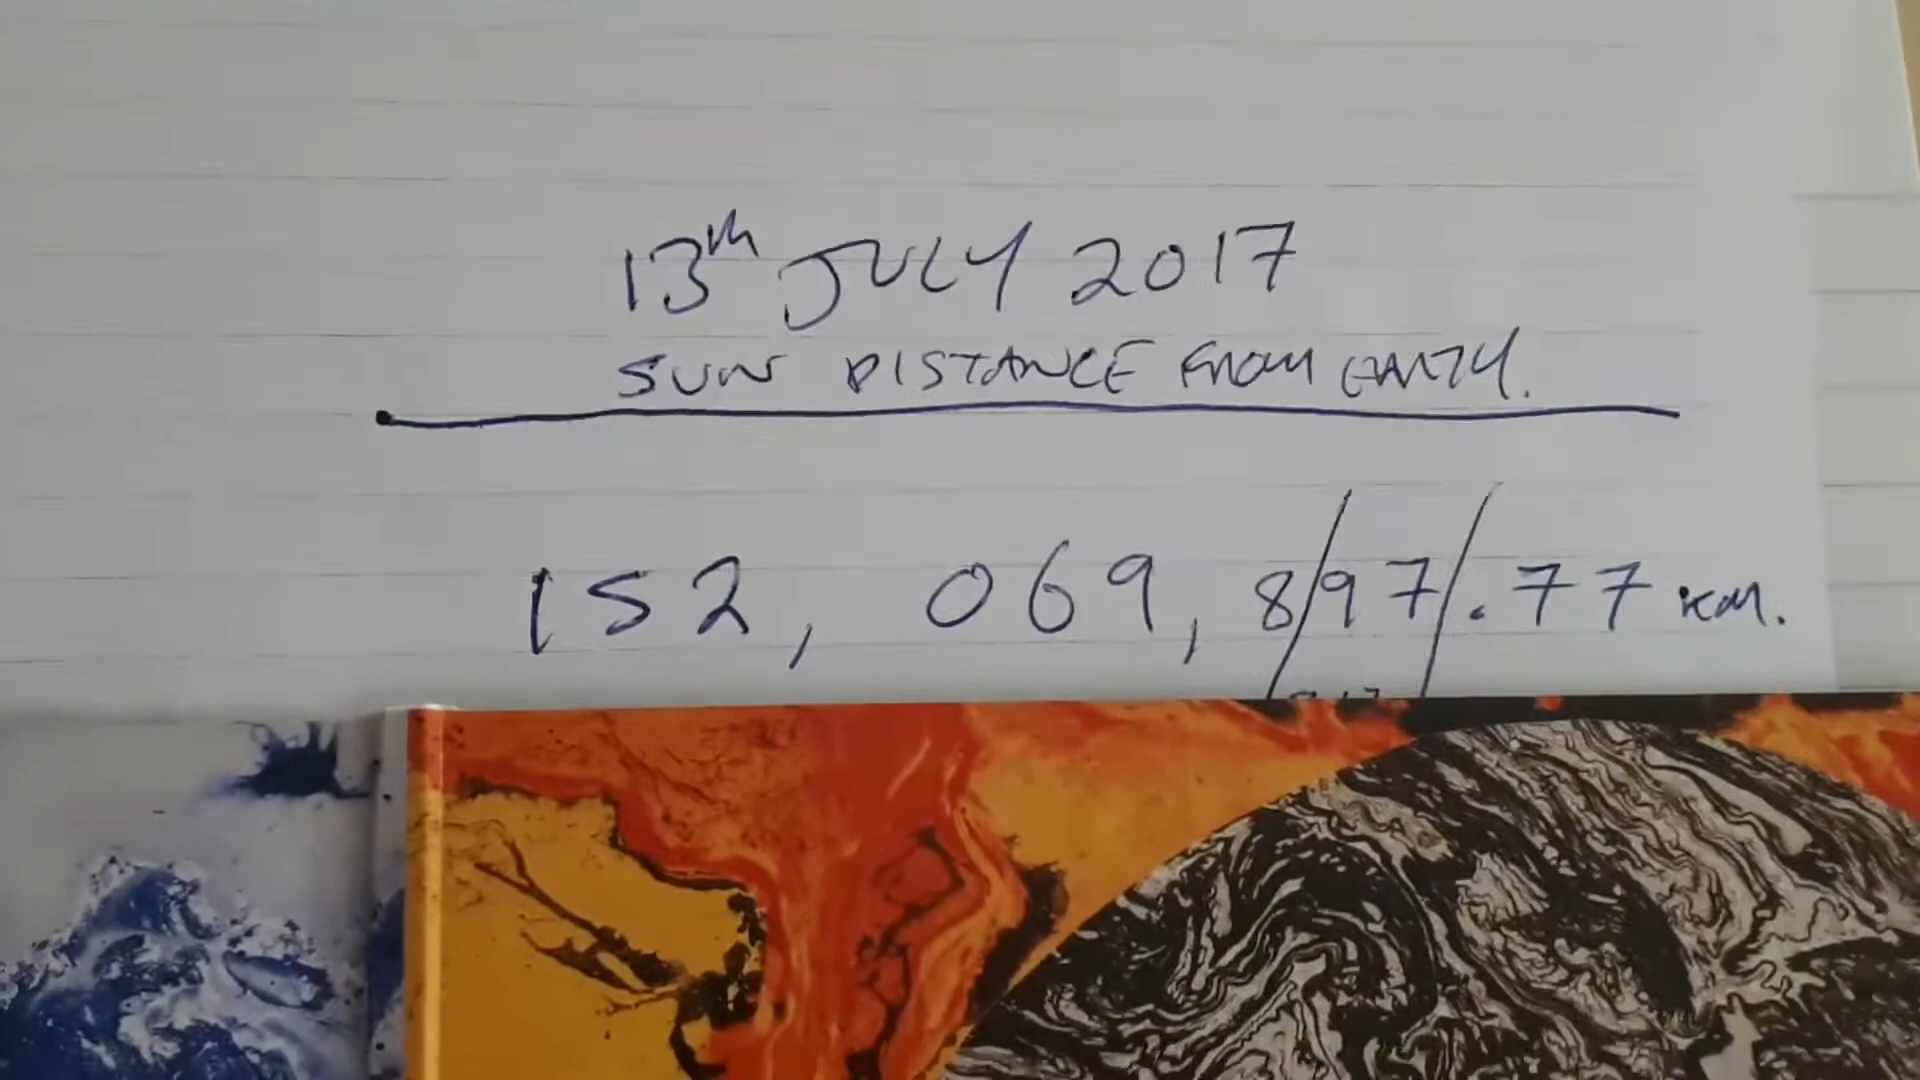 13th JULY 2017
SUN DISTANCE FROM EARTH.
152, 069, 8/97/.77 KM.